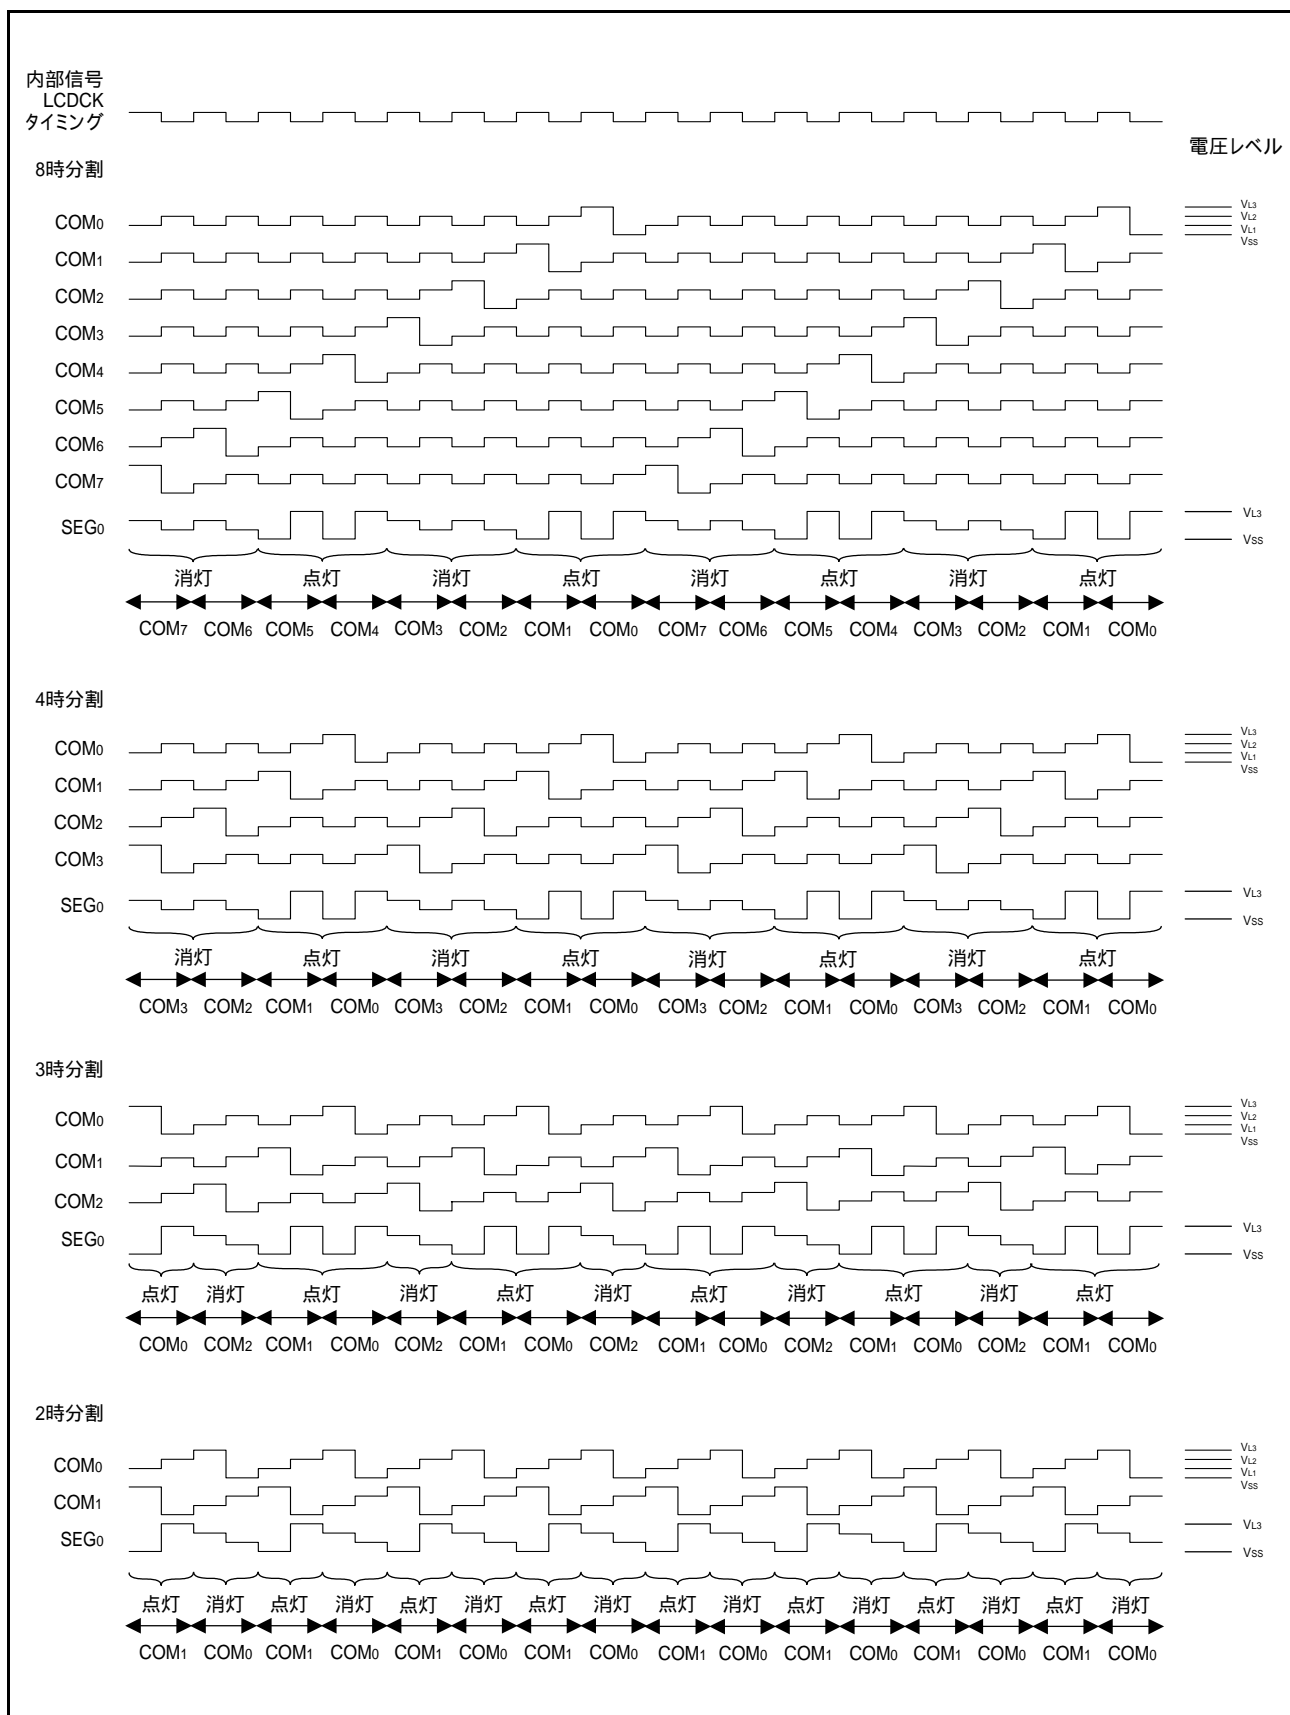 内部信号
LCDCK
タイミング
電圧レベル
8時分割
COM0
VL3
VL2
VL1
VSS
COM1
COM2
COM3
COM4
COM5
COM6
COM7
SEG0
VL3
VSS
消灯 点灯 消灯 点灯 消灯 点灯 消灯 点灯
COM7 COM6 COM5 COM4 COM3 COM2 COM1 COM0 COM7 COM6 COM5 COM4 COM3 COM2 COM1 COM0
4時分割
COM0
VL3
VL2
VL1
VSS
COM1
COM2
COM3
SEG0
VL3
VSS
消灯 点灯 消灯 点灯 消灯 点灯 消灯 点灯
COM3 COM2 COM1 COM0 COM3 COM2 COM1 COM0 COM3 COM2 COM1 COM0 COM3 COM2 COM1 COM0
3時分割
COM0
VL3
VL2
VL1
VSS
COM1
COM2
SEG0
VL3
VSS
点灯 消灯 点灯 消灯 点灯 消灯 点灯 消灯 点灯 消灯 点灯
COM0 COM2 COM1 COM0 COM2 COM1 COM0 COM2 COM1 COM0 COM2 COM1 COM0 COM2 COM1 COM0
2時分割
COM0
VL3
VL2
VL1
VSS
COM1
SEG0
VL3
VSS
点灯 消灯 点灯 消灯 点灯 消灯 点灯 消灯 点灯 消灯 点灯 消灯 点灯 消灯 点灯 消灯
COM1 COM0 COM1 COM0 COM1 COM0 COM1 COM0 COM1 COM0 COM1 COM0 COM1 COM0 COM1 COM0